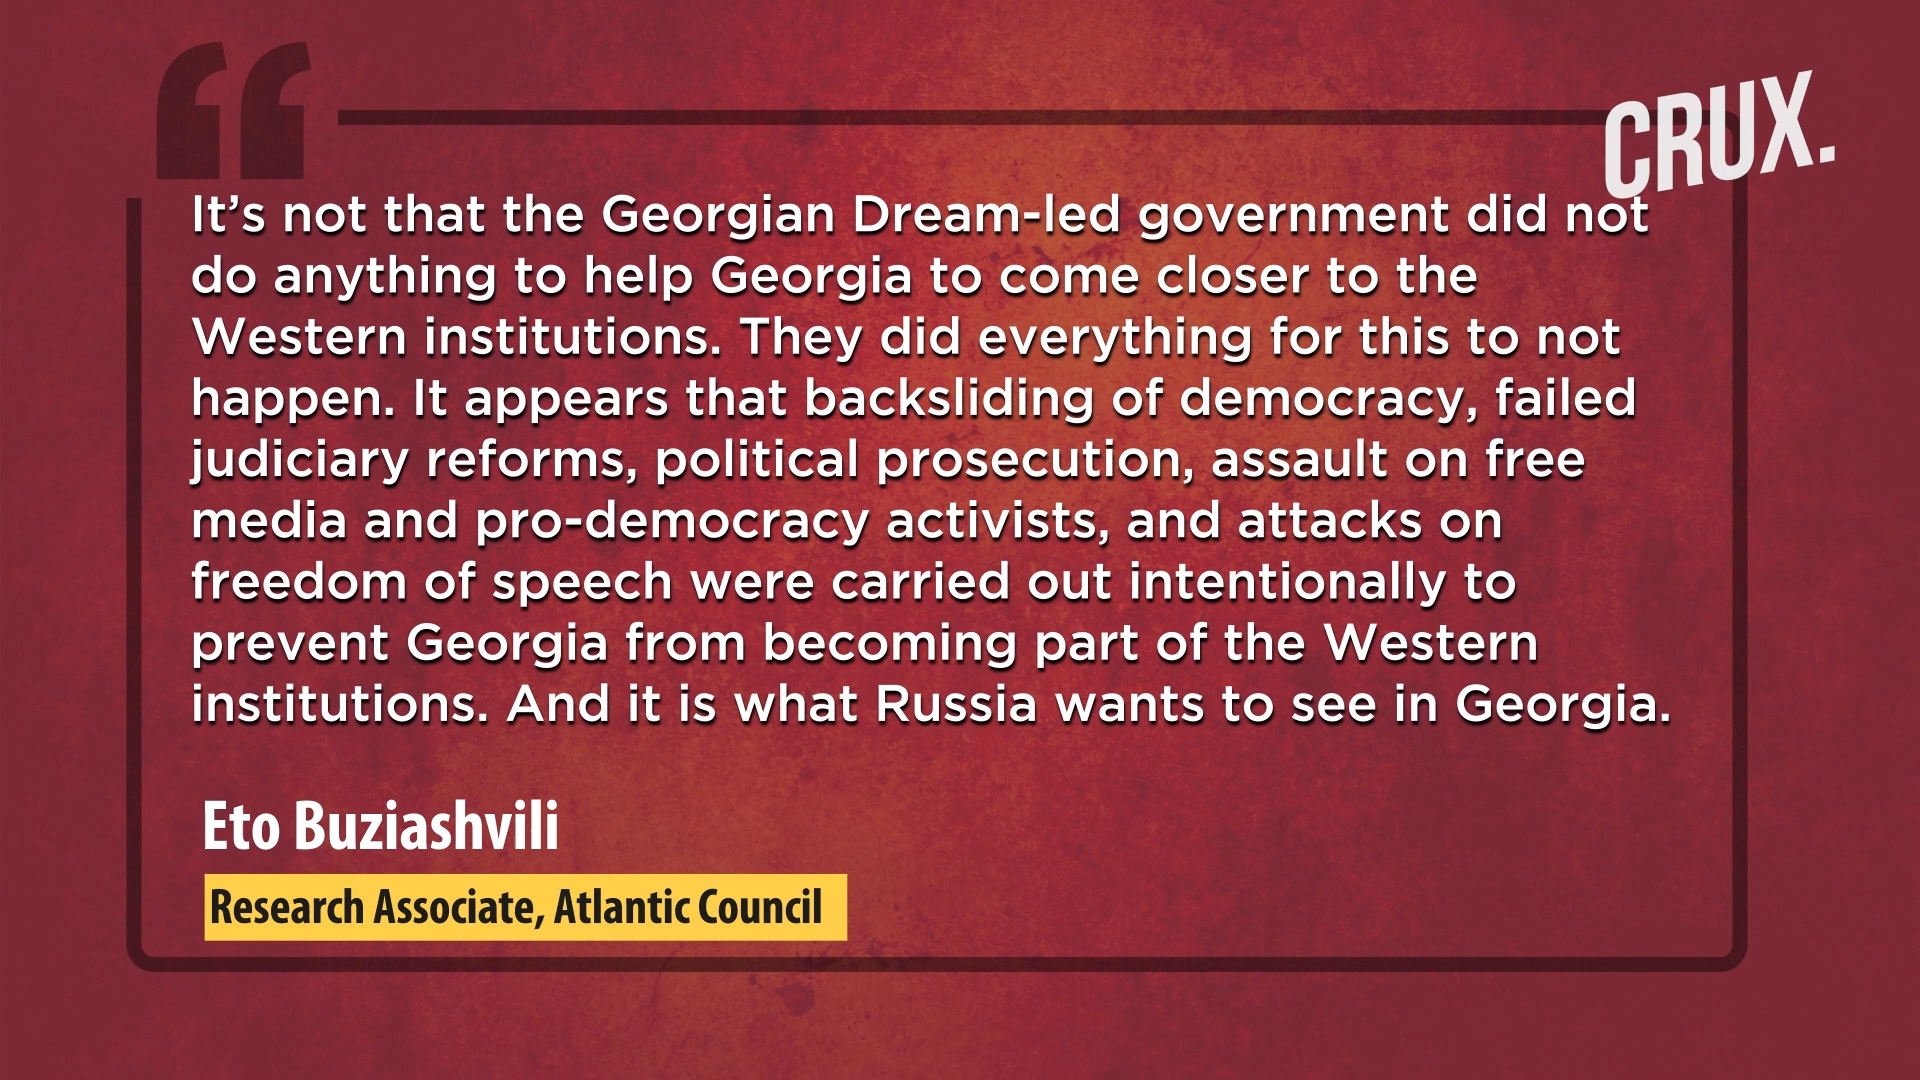 CRUX.
It’s not that the Georgian Dream-led government did not
do anything to help Georgia to come closer to the
Western institutions. They did everything for this to not
happen. It appears that backsliding of democracy, failed
judiciary reforms, political prosecution, assault on free
media and pro-democracy activists, and attacks on
freedom of speech were carried out intentionally to
prevent Georgia from becoming part of the Western
institutions. And it is what Russia wants to see in Georgia.
Eto Buziashvili
Research Associate, Atlantic Council